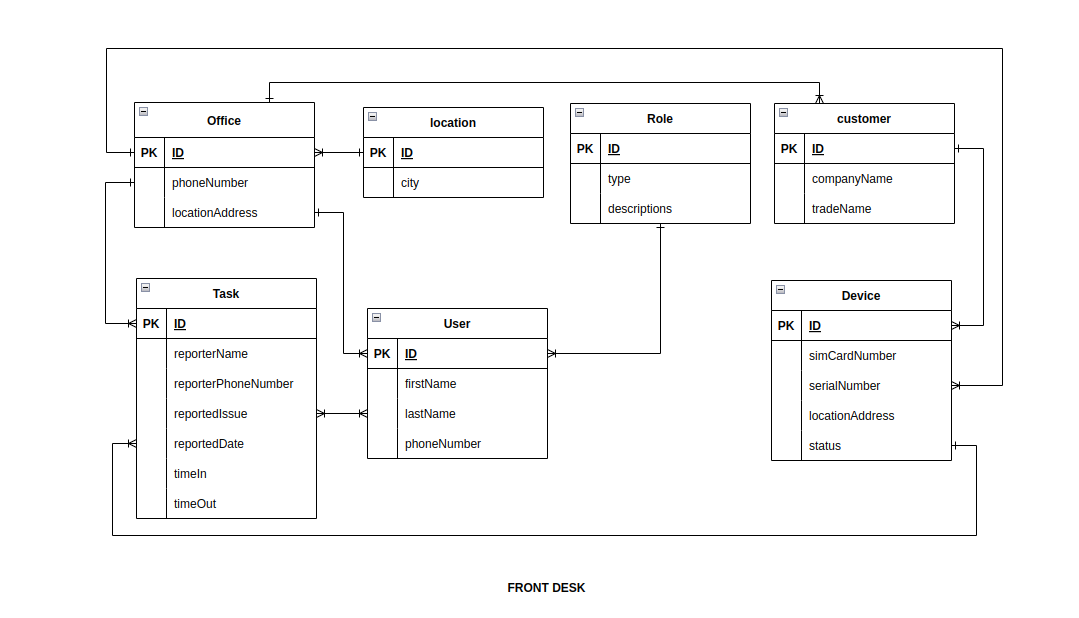 Office
PK ID
phoneNumber
locationAddress
location
PK ID
city
Role
PK ID
type
descriptions
customer
PK ID
companyName
tradeName
Task
PK ID
reporterName
reporterPhoneNumber
reportedIssue
reportedDate
timeIn
timeOut
User
PK ID
firstName
lastName
phoneNumber
Device
PK ID
simCardNumber
serialNumber
locationAddress
status
FRONT DESK